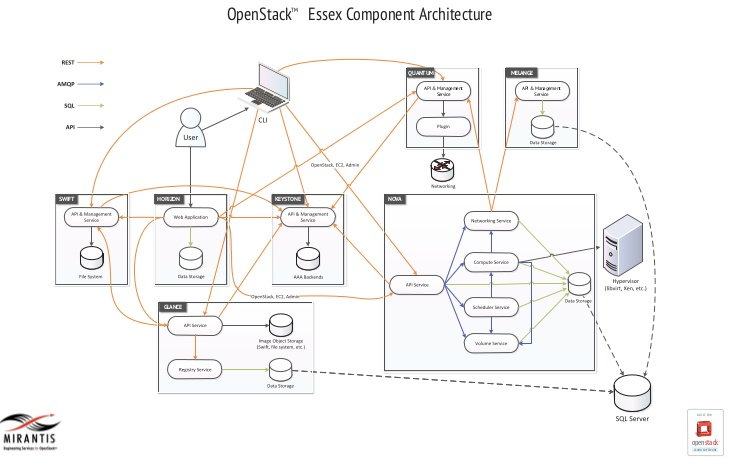 OpenStack™ Essex Component Architecture
REST
AMQP
SQL
API
User
CLI
QUANTUM
API & Management
Service
Plugin
Networking
MELANGE
API & Management
Service
Data Storage
OpenStack, EC2, Admin
SWIFT
API & Management
Service
File System
HORIZON
Web Application
Data Storage
KEYSTONE
API & Management
Service
AAA Backends
NOVA
Networking Service
Compute Service
API Service
Scheduler Service
Volume Service
Data Storage
Hypervisor
(libvirt, Xen, etc.)
OpenStack, EC2, Admin
GLANCE
API Service
Image Object Storage
(Swift, file system, etc.)
Registry Service
Data Storage
SQL Server
MIRANTIS
Engineering Services for OpenStack
openstack